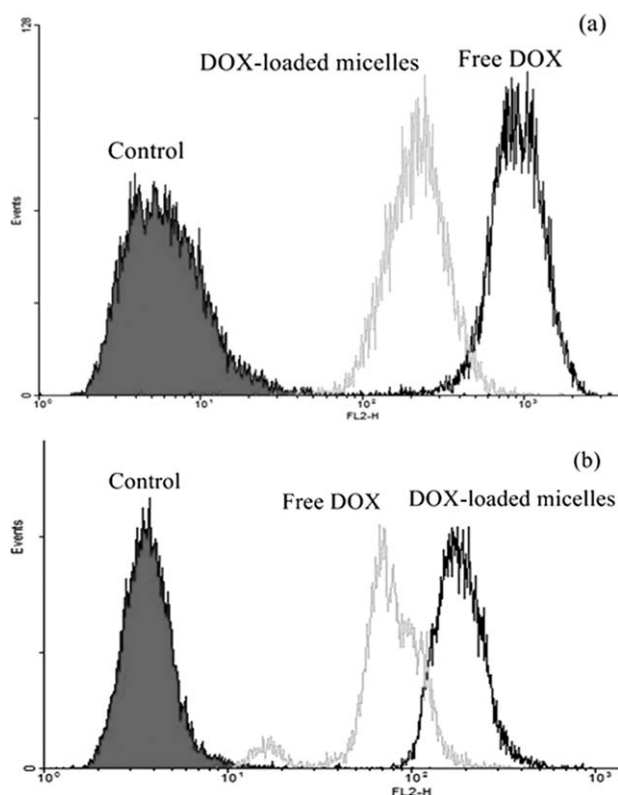 128
(a)
DOX-loaded micelles
Free DOX
Control
Events
0
10⁰
10¹
10²
10³
FL2-H
(b)
Control
Free DOX
DOX-loaded micelles
Events
0
10⁰
10¹
10²
10³
FL2-H